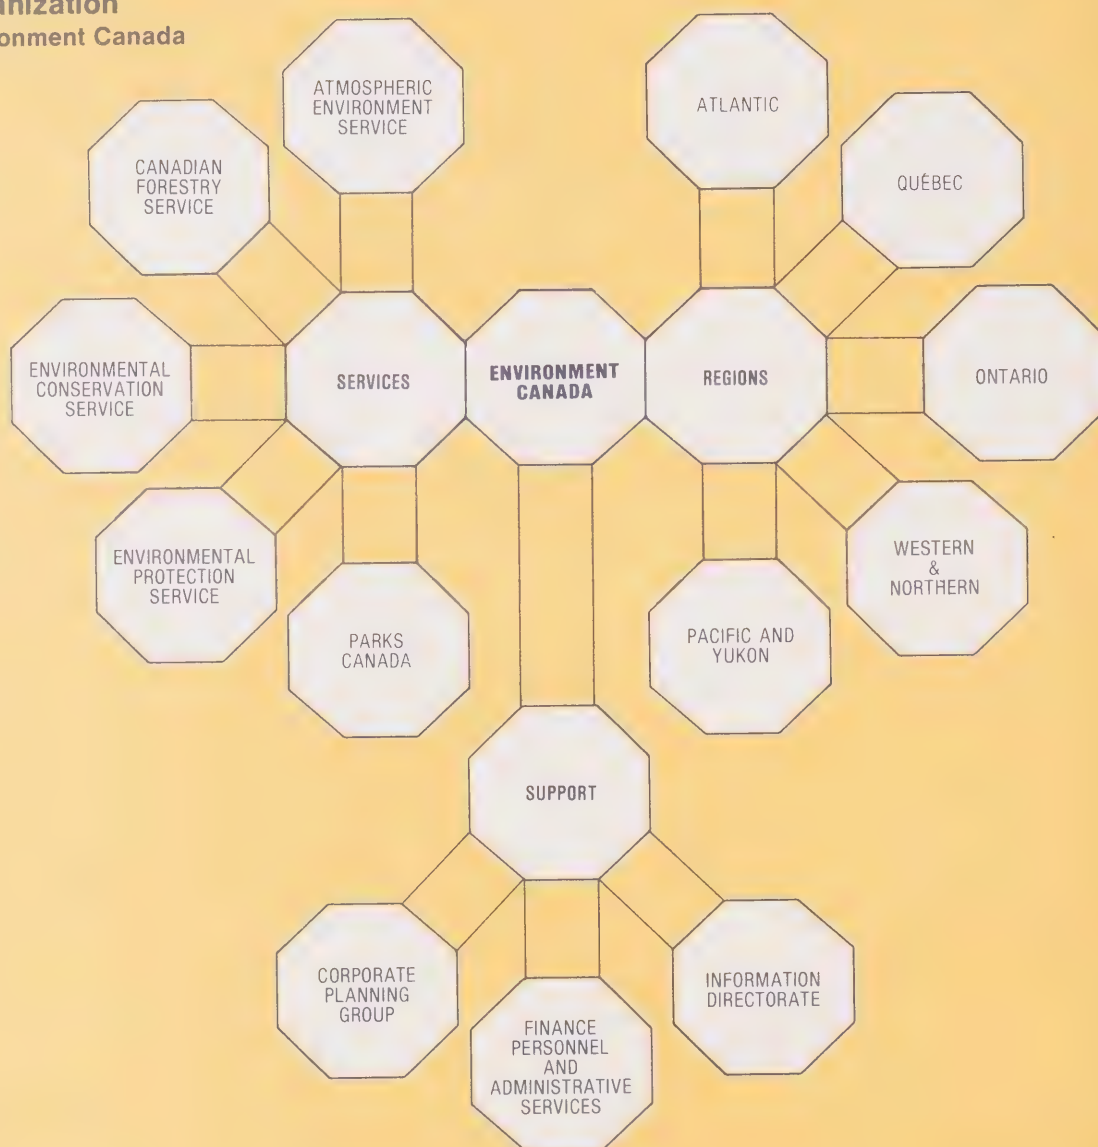 anization
onment Canada
ATMOSPHERIC
ENVIRONMENT
SERVICE
ATLANTIC
CANADIAN
FORESTRY
SERVICE
QUÉBEC
ENVIRONMENTAL
CONSERVATION
SERVICE
SERVICES
ENVIRONMENT
CANADA
REGIONS
ONTARIO
ENVIRONMENTAL
PROTECTION
SERVICE
PARKS
CANADA
PACIFIC AND
YUKON
WESTERN
&
NORTHERN
SUPPORT
CORPORATE
PLANNING
GROUP
FINANCE
PERSONNEL
AND
ADMINISTRATIVE
SERVICES
INFORMATION
DIRECTORATE